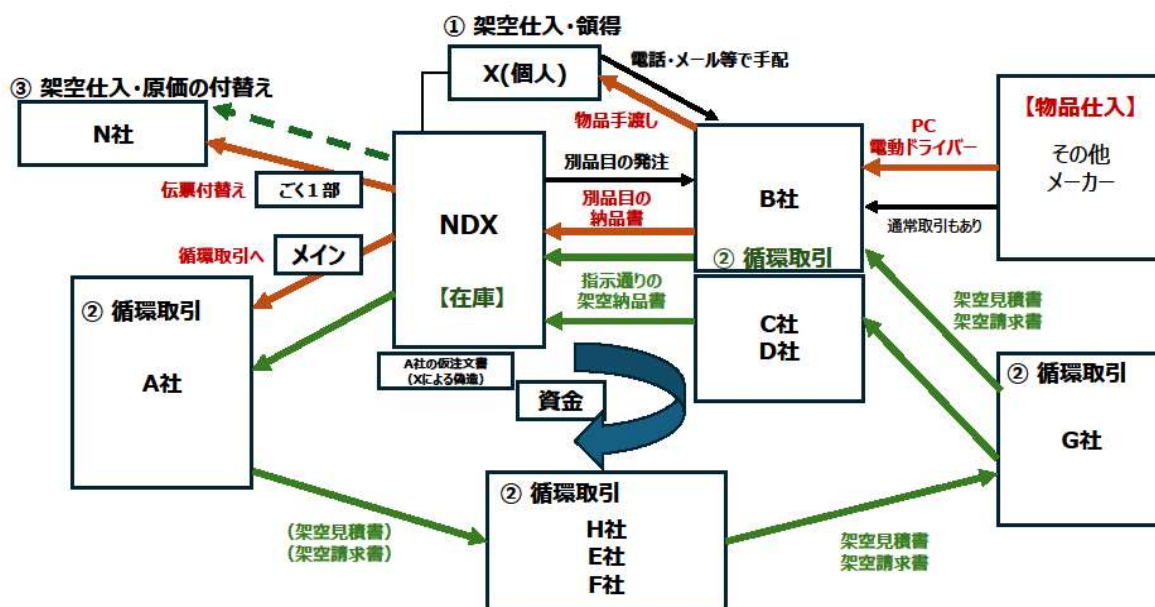 ① 架空仕入・領得
X(個人)
電話・メール等で手配
③ 架空仕入・原価の付替え
N社
物品手渡し
PC
電動ドライバー
【物品仕入】
その他
メーカー
別品目の発注
伝票付替え
ごく１部
NDX
別品目の
納品書
B社
通常取引もあり
循環取引へ
メイン
② 循環取引
【在庫】
指示通りの
架空納品書
② 循環取引
A社
C社
D社
架空見積書
架空請求書
A社の仮注文書
（Xによる偽造）
資金
② 循環取引
G社
② 循環取引
H社
E社
F社
(架空見積書)
(架空請求書)
架空見積書
架空請求書